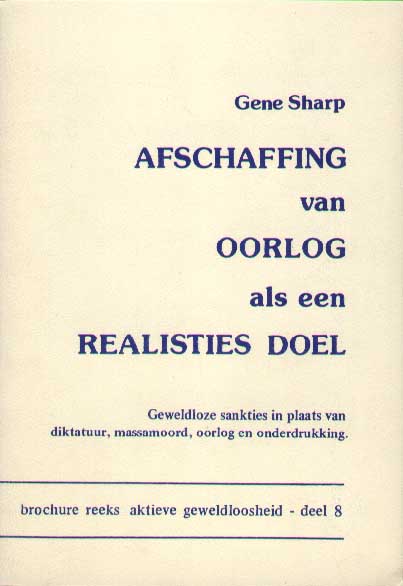 Gene Sharp
AFSCHAFFING
van
OORLOG
als een
REALISTIES DOEL
Geweldloze sankties in plaats van
diktatuur, massamoord, oorlog en onderdrukking.
brochure reeks aktieve geweldloosheid - deel 8